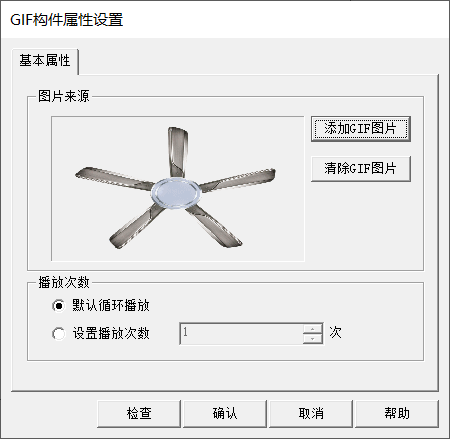 GIF构件属性设置
基本属性
图片来源
添加GIF图片
清除GIF图片
播放次数
默认循环播放
设置播放次数 1 次
检查 确认 取消 帮助